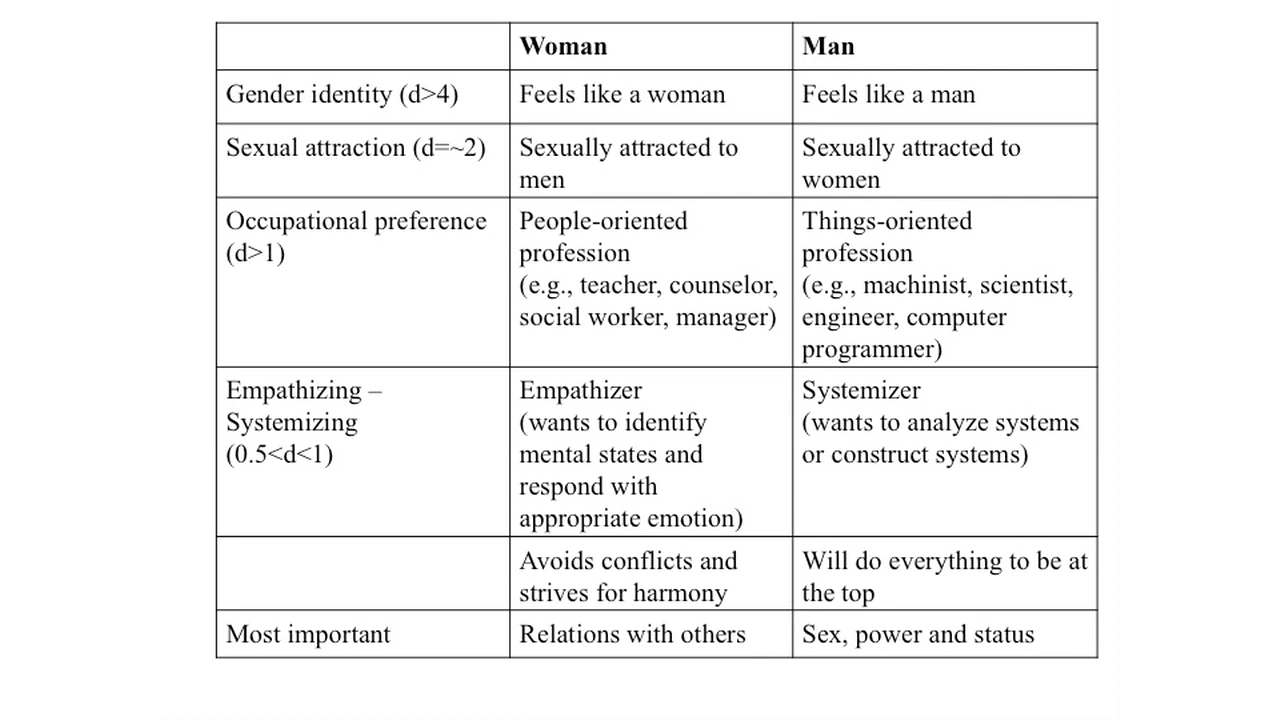 Woman
Man
Gender identity (d>4)
Feels like a woman
Feels like a man
Sexual attraction (d=~2)
Sexually attracted to
men
Sexually attracted to
women
Occupational preference
(d>1)
People-oriented
profession
(e.g., teacher, counselor,
social worker, manager)
Things-oriented
profession
(e.g., machinist, scientist,
engineer, computer
programmer)
Empathizing –
Systemizing
(0.5<d<1)
Empathizer
(wants to identify
mental states and
respond with
appropriate emotion)
Systemizer
(wants to analyze systems
or construct systems)
Avoids conflicts and
strives for harmony
Will do everything to be at
the top
Most important
Relations with others
Sex, power and status